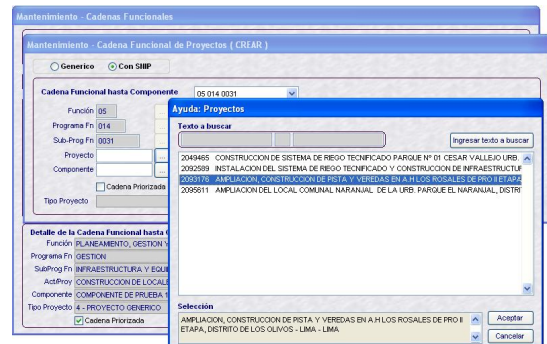 Mantenimiento - Cadenas Funcionales
Mantenimiento - Cadena Funcional de Proyectos ( CREAR )
Generico
Con SNIP
Cadena Funcional hasta Componente
05 014 0031
Función 05
Programa Fn 014
Sub-Prog Fn 0031
Proyecto ...
Componente ...
Cadena Priorizada
Tipo Proyecto
Ayuda: Proyectos
Texto a buscar
Ingresar texto a buscar
2049465 CONSTRUCCION DE SISTEMA DE RIEGO TECNIFICADO PARQUE Nº 01 CESAR VALLEJO URB.
2092589 INSTALACION DEL SISTEMA DE RIEGO TECNIFICADO Y CONSTRUCCION DE INFRAESTRUCTUR
2093176 AMPLIACION, CONSTRUCCION DE PISTA Y VEREDAS EN A.H LOS ROSALES DE PRO II ETAPA
2095811 AMPLIACION DEL LOCAL COMUNAL NARANJAL DE LA URB. PARQUE EL NARANJAL, DISTRI
Selección
AMPLIACION, CONSTRUCCION DE PISTA Y VEREDAS EN A.H LOS ROSALES DE PRO II
ETAPA, DISTRITO DE LOS OLIVOS - LIMA - LIMA
Aceptar
Cancelar
Detalle de la Cadena Funcional hasta
Función PLANEAMIENTO, GESTION Y
Programa Fn GESTION
SubProg Fn INFRAESTRUCTURA Y EQUI
Act/Proy CONSTRUCCION DE LOCALE
Componente COMPONENTE DE PRUEBA 1
Tipo Proyecto 4 - PROYECTO GENERICO
Cadena Priorizada